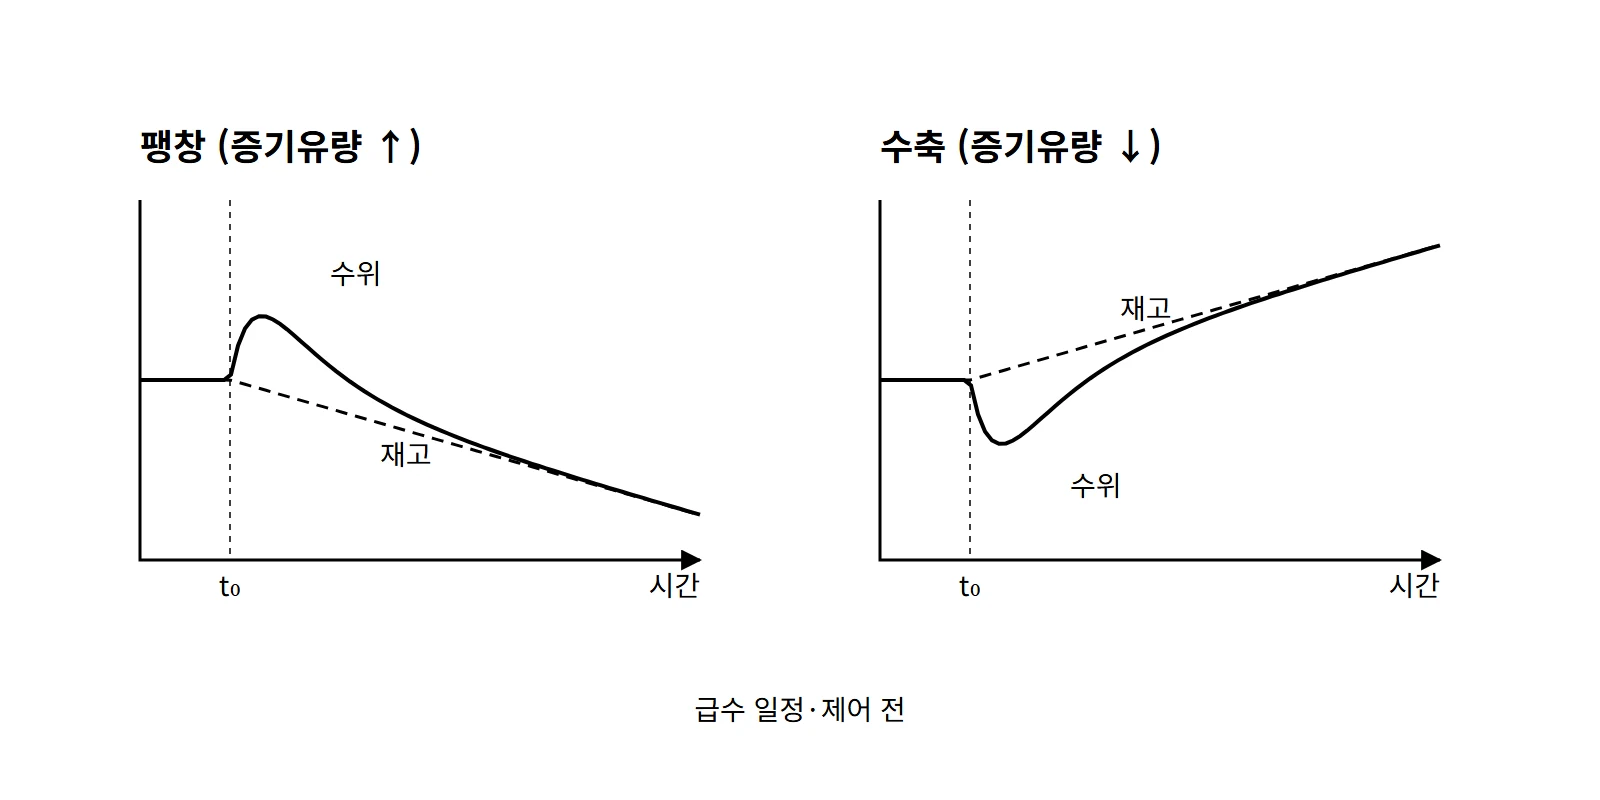 팽창 (증기유량 ↑)
수위
재고
t₀
시간
수축 (증기유량 ↓)
재고
수위
t₀
시간
급수 일정·제어 전